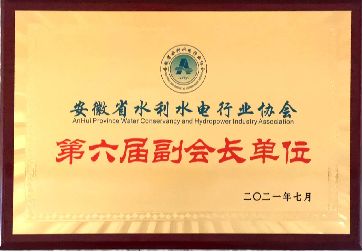 安徽省水利水电行业协会
AnHui Province Water Conservancy and Hydropower Industry Association
第六届副会长单位
二〇二一年七月